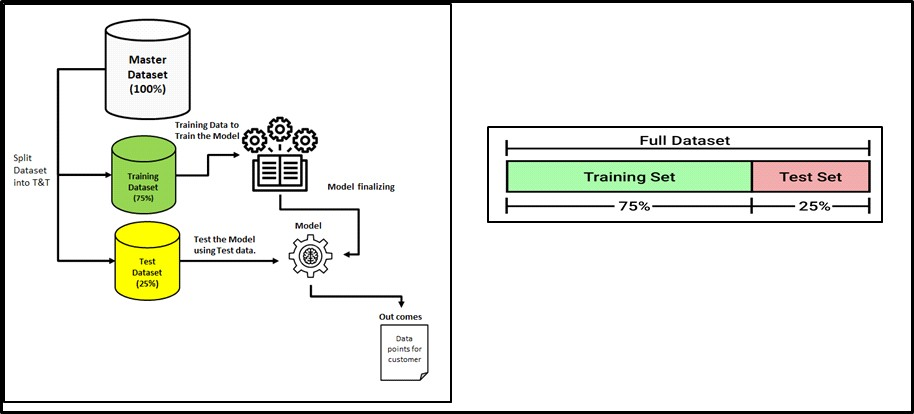 Master
Dataset
(100%)
Training Data to
Train the Model
Split
Dataset
into T&T
Training
Dataset
(75%)
Model finalizing
Test the Model
using Test data.
Model
Test
Dataset
(25%)
Out comes
Data
points for
customer
Full Dataset
Training Set
Test Set
75%
25%